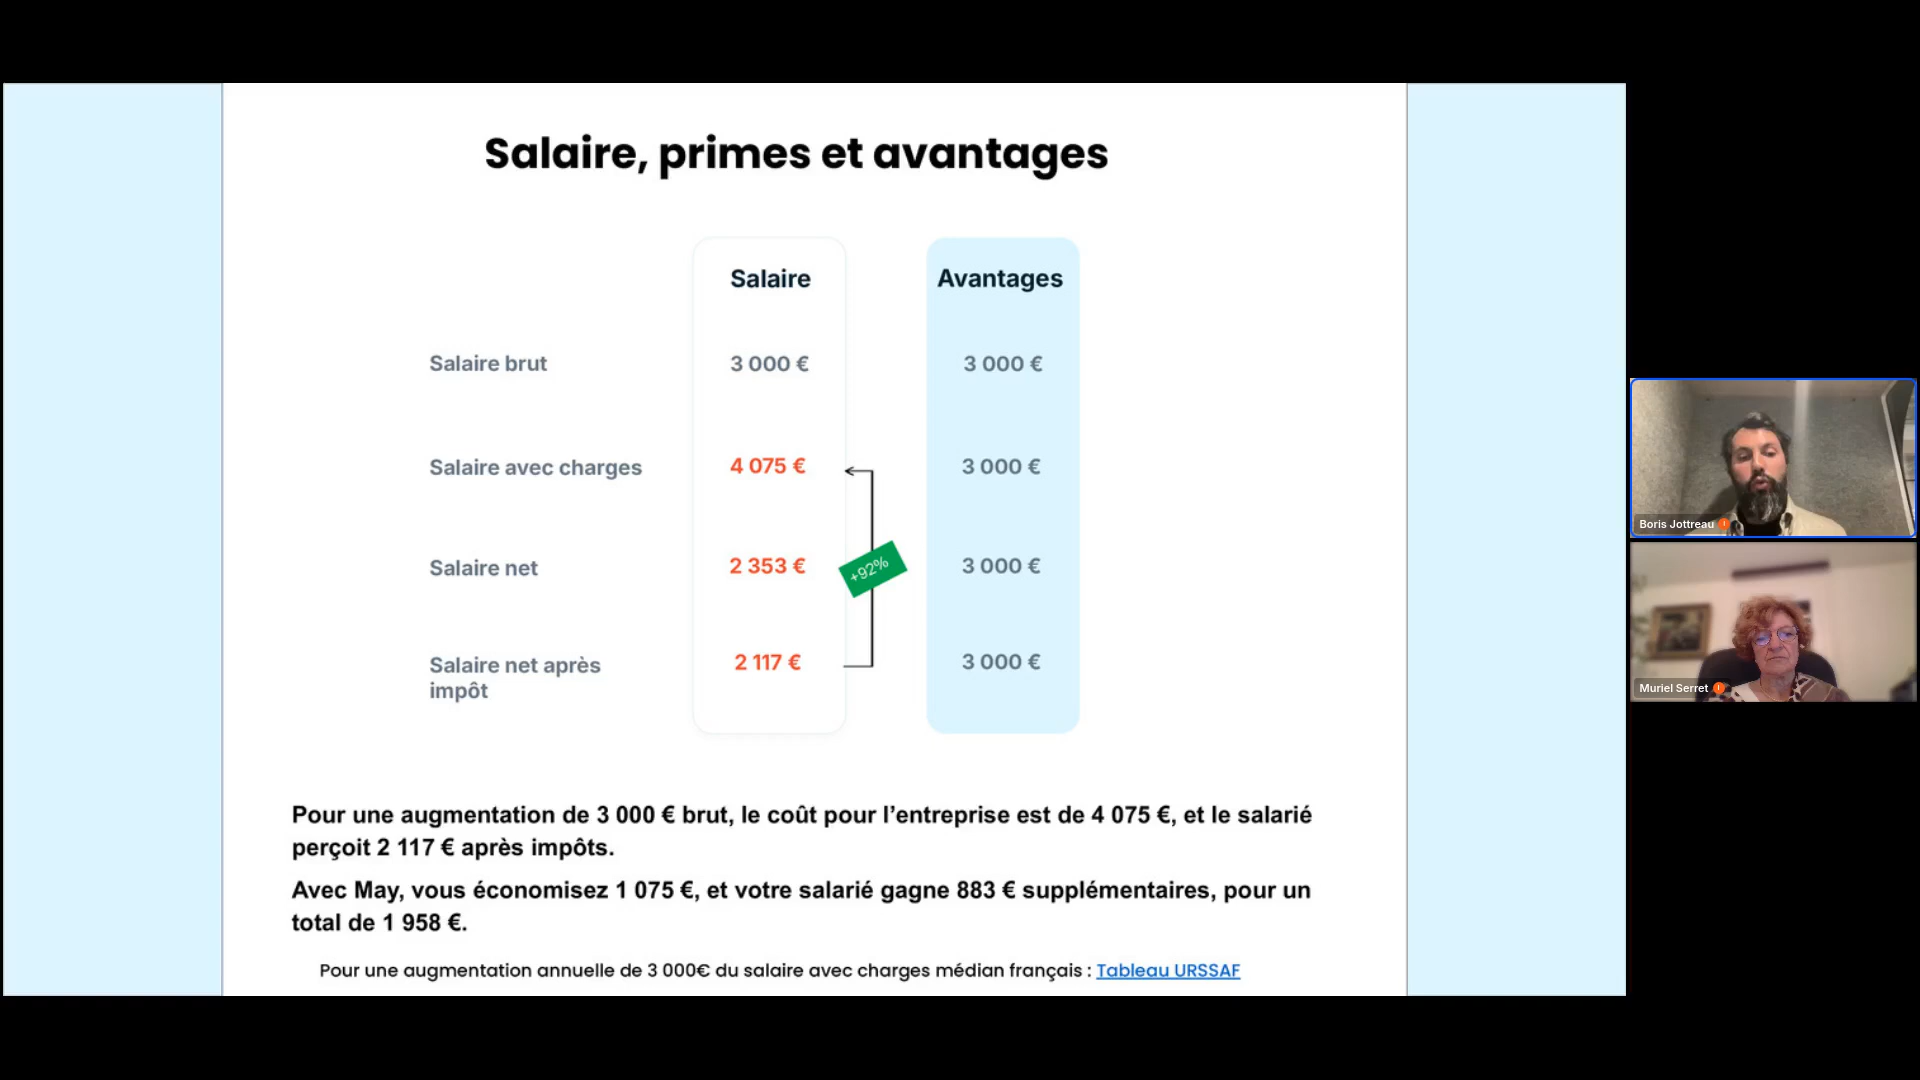 Salaire, primes et avantages
Salaire
Avantages
Salaire brut
3 000 €
3 000 €
Salaire avec charges
4 075 €
3 000 €
Salaire net
2 353 €
+92%
3 000 €
Salaire net après
impôt
2 117 €
3 000 €
Pour une augmentation de 3 000 € brut, le coût pour l’entreprise est de 4 075 €, et le salarié
perçoit 2 117 € après impôts.
Avec May, vous économisez 1 075 €, et votre salarié gagne 883 € supplémentaires, pour un
total de 1 958 €.
Pour une augmentation annuelle de 3 000€ du salaire avec charges médian français : Tableau URSSAF
Boris Jottreau
Muriel Serret